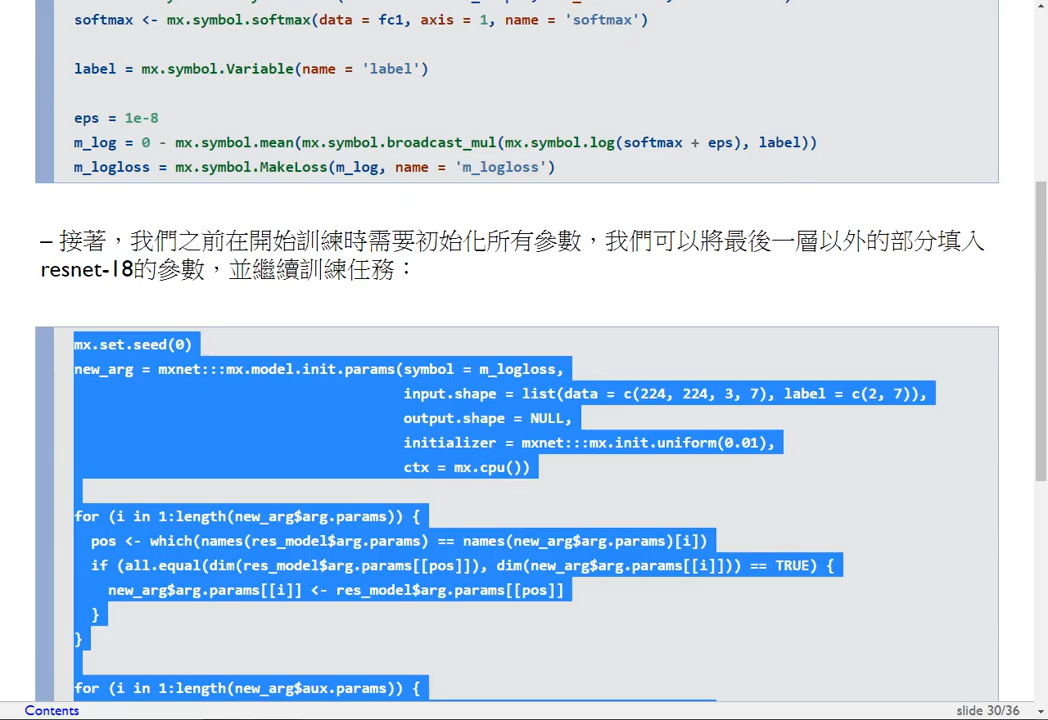 softmax <- mx.symbol.softmax(data = fc1, axis = 1, name = 'softmax')
label = mx.symbol.Variable(name = 'label')
eps = 1e-8
m_log = 0 - mx.symbol.mean(mx.symbol.broadcast_mul(mx.symbol.log(softmax + eps), label))
m_logloss = mx.symbol.MakeLoss(m_log, name = 'm_logloss')
– 接著，我們之前在開始訓練時需要初始化所有參數，我們可以將最後一層以外的部分填入
resnet-18的參數，並繼續訓練任務：
mx.set.seed(0)
new_arg = mxnet:::mx.model.init.params(symbol = m_logloss,
input.shape = list(data = c(224, 224, 3, 7), label = c(2, 7)),
output.shape = NULL,
initializer = mxnet:::mx.init.uniform(0.01),
ctx = mx.cpu())
for (i in 1:length(new_arg$arg.params)) {
pos <- which(names(res_model$arg.params) == names(new_arg$arg.params)[i])
if (all.equal(dim(res_model$arg.params[[pos]]), dim(new_arg$arg.params[[i]])) == TRUE) {
new_arg$arg.params[[i]] <- res_model$arg.params[[pos]]
}
}
for (i in 1:length(new_arg$aux.params)) {
Contents
slide 30/36